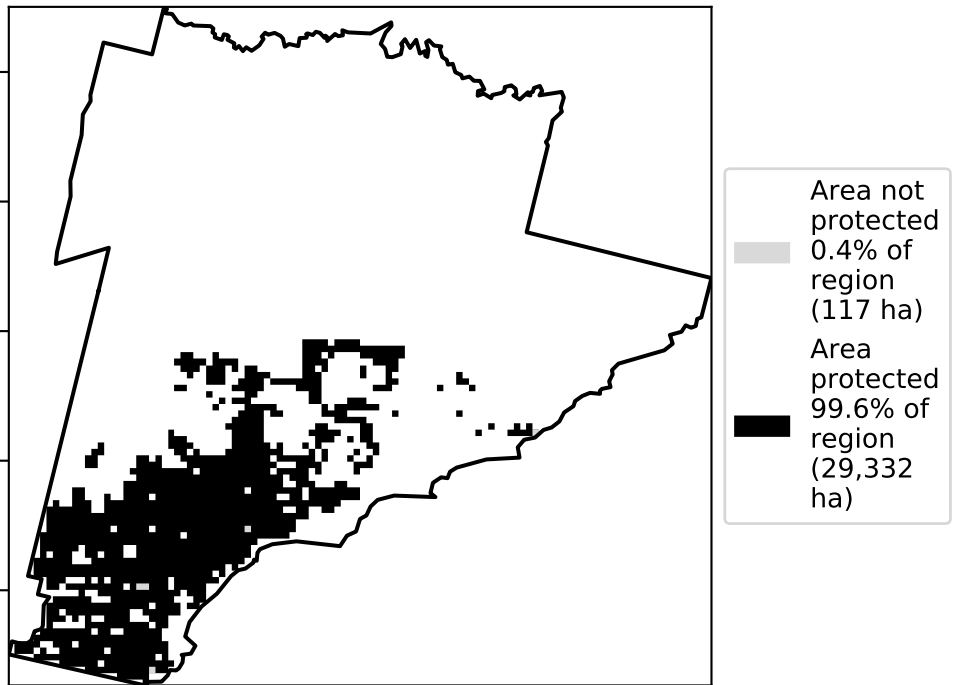 Area not
protected
0.4% of
region
(117 ha)
Area
protected
99.6% of
region
(29,332
ha)